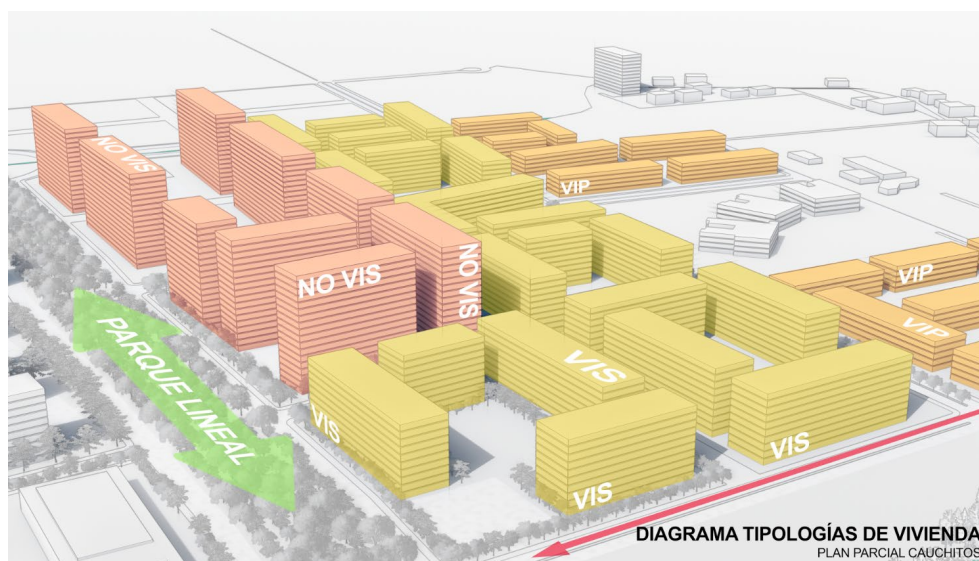 NO VIS
VIP
NO VIS
NO VIS
VIP
VIP
PARQUE LINEAL
VIS
VIS
VIS
VIS
DIAGRAMA TIPOLOGÍAS DE VIVIENDA
PLAN PARCIAL CAUCHITOS